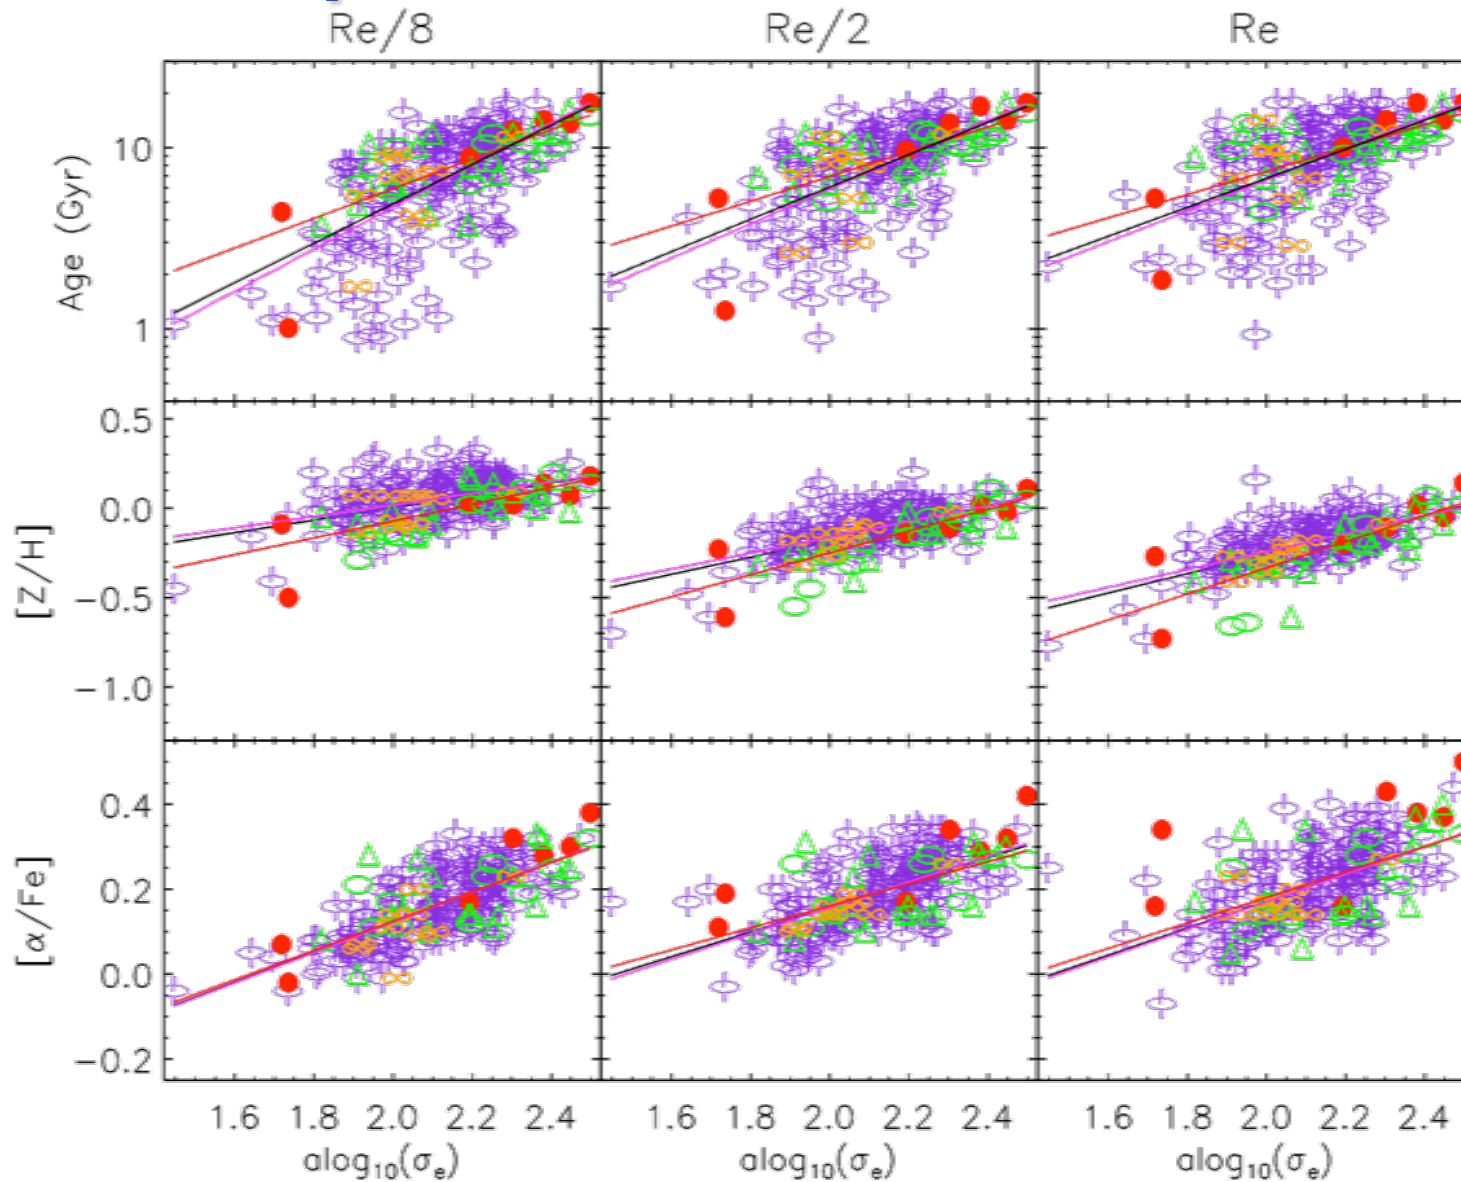 Re/8 Re/2 Re
10
1
Age (Gyr)
0.5
0.0
−0.5
−1.0
[Z/H]
0.4
0.2
0.0
−0.2
[α/Fe]
1.6 1.8 2.0 2.2 2.4 1.6 1.8 2.0 2.2 2.4 1.6 1.8 2.0 2.2 2.4
alog₁₀(σₑ) alog₁₀(σₑ) alog₁₀(σₑ)